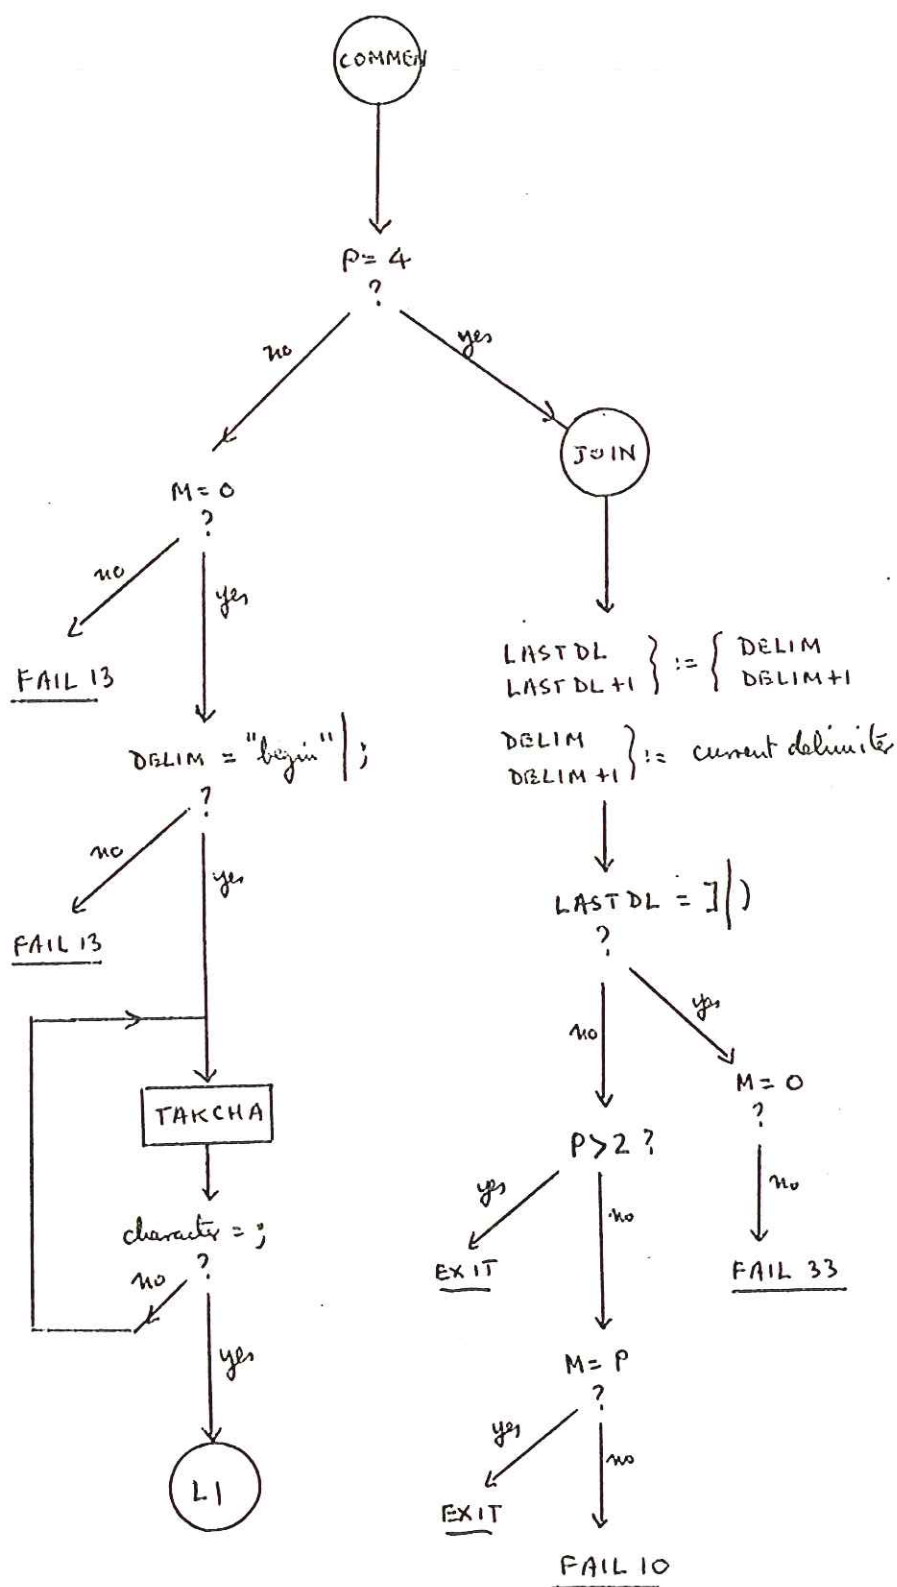 COMMEN
P = 4
?
no
yes
JOIN
M = 0
?
no
yes
FAIL 13
LASTDL } := { DELIM
LASTDL+1 DELIM+1
DELIM = "begin" | ;
?
DELIM } := current delimiter
DELIM+1
no
yes
FAIL 13
LASTDL = ] | )
?
no
yes
TAKCHA
M = 0
?
no
FAIL 33
P > 2 ?
yes
no
EXIT
character = ;
?
no
yes
L1
M = P
?
yes
no
EXIT
FAIL 10